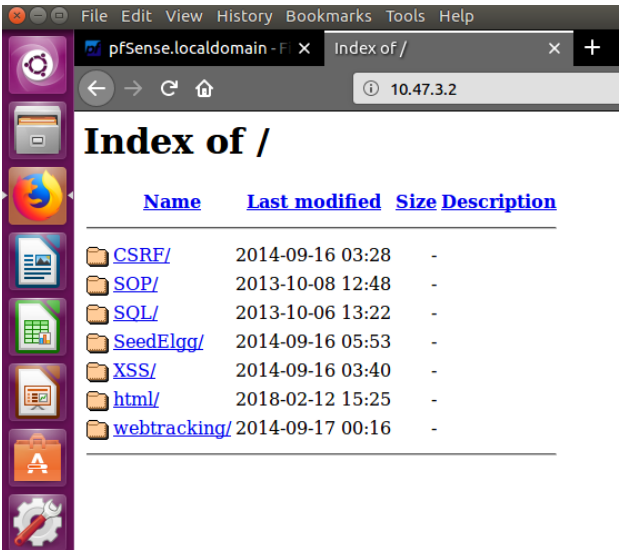 File Edit View History Bookmarks Tools Help
pfSense.localdomain - Fi
Index of /
10.47.3.2
Index of /
Name Last modified Size Description
CSRF/ 2014-09-16 03:28 -
SOP/ 2013-10-08 12:48 -
SQL/ 2013-10-06 13:22 -
SeedElgg/ 2014-09-16 05:53 -
XSS/ 2014-09-16 03:40 -
html/ 2018-02-12 15:25 -
webtracking/ 2014-09-17 00:16 -